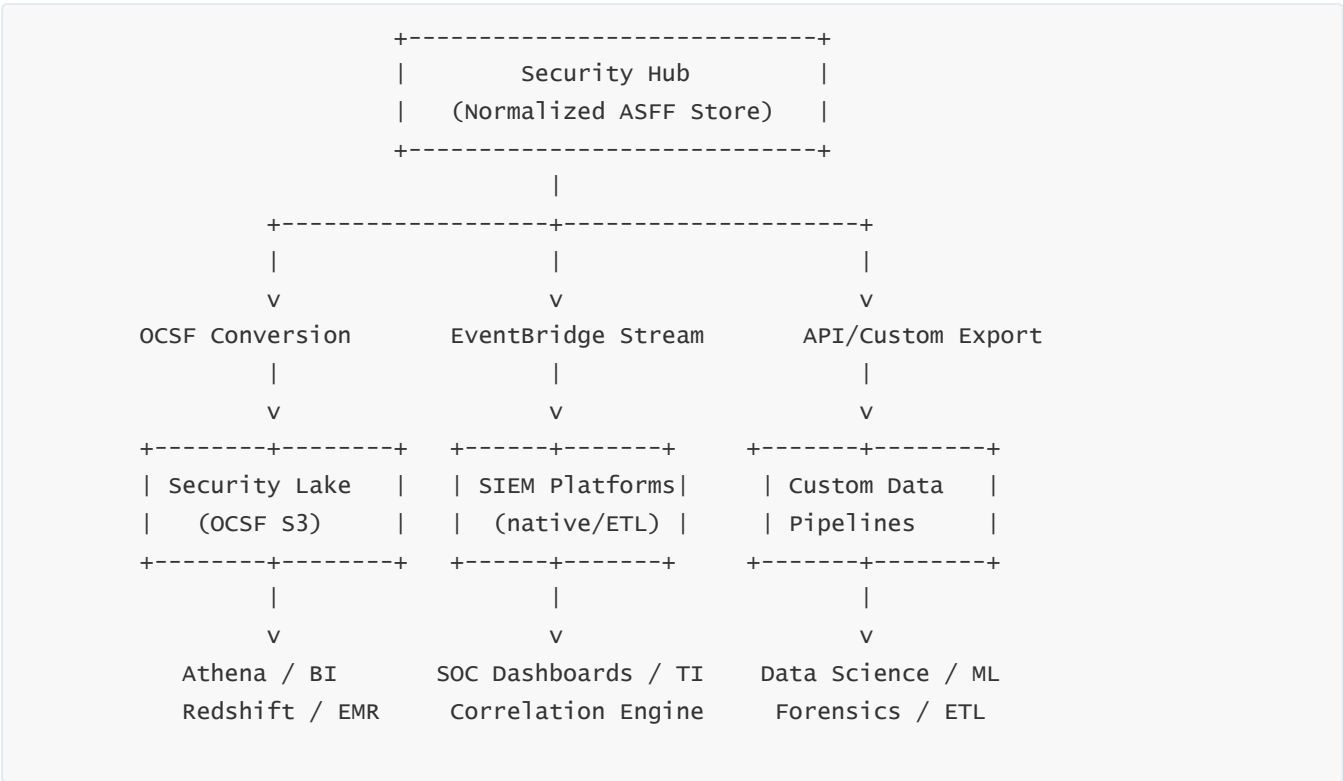 +-----------------------------+
|        Security Hub        |
|   (Normalized ASFF Store)   |
+-----------------------------+
|
+-------------------+---------------------+
|                   |                     |
v                   v                     v
OCSF Conversion       EventBridge Stream       API/Custom Export
|                   |                     |
v                   v                     v
+--------+--------+   +------+-------+     +-------+--------+
| Security Lake   |   | SIEM Platforms|      | Custom Data   |
|   (OCSF S3)     |   |  (native/ETL) |      | Pipelines     |
+--------+--------+   +------+-------+     +-------+--------+
|                   |                     |
v                   v                     v
Athena / BI       SOC Dashboards / TI    Data Science / ML
Redshift / EMR     Correlation Engine     Forensics / ETL